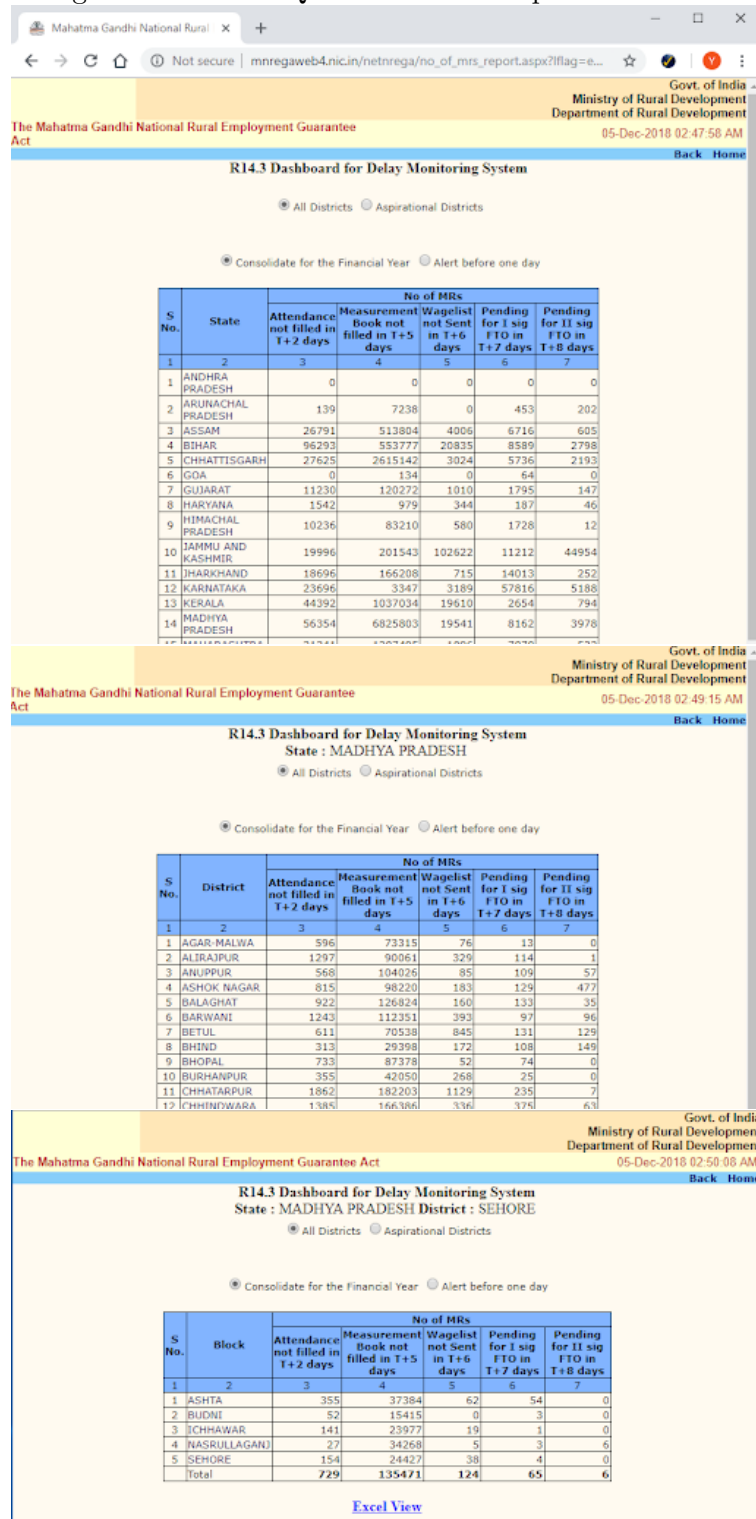 Mahatma Gandhi National Rural
Not secure | mnregaweb4.nic.in/netnrega/no_of_mrs_report.aspx?lflag=e...
Y
Govt. of India
Ministry of Rural Development
Department of Rural Development
The Mahatma Gandhi National Rural Employment Guarantee Act
05-Dec-2018 02:47:58 AM
Back Home
R14.3 Dashboard for Delay Monitoring System
All Districts Aspirational Districts
Consolidate for the Financial Year Alert before one day
S No. State No of MRs
Attendance not filled in T+2 days Measurement Book not filled in T+5 days Wagelist not Sent in T+6 days Pending for I sig FTO in T+7 days Pending for II sig FTO in T+8 days
1 2 3 4 5 6 7
1 ANDHRA PRADESH 0 0 0 0 0
2 ARUNACHAL PRADESH 139 7238 0 453 202
3 ASSAM 26791 513804 4006 6716 605
4 BIHAR 96293 553777 20835 8589 2798
5 CHHATTISGARH 27625 2615142 3024 5736 2193
6 GOA 0 134 0 64 0
7 GUJARAT 11230 120272 1010 1795 147
8 HARYANA 1542 979 344 187 46
9 HIMACHAL PRADESH 10236 83210 580 1728 12
10 JAMMU AND KASHMIR 19996 201543 102622 11212 44954
11 JHARKHAND 18696 166208 715 14013 252
12 KARNATAKA 23696 3347 3189 57816 5188
13 KERALA 44392 1037034 19610 2654 794
14 MADHYA PRADESH 56354 6825803 19541 8162 3978
Govt. of India
Ministry of Rural Development
Department of Rural Development
The Mahatma Gandhi National Rural Employment Guarantee Act
05-Dec-2018 02:49:15 AM
Back Home
R14.3 Dashboard for Delay Monitoring System
State : MADHYA PRADESH
All Districts Aspirational Districts
Consolidate for the Financial Year Alert before one day
S No. District No of MRs
Attendance not filled in T+2 days Measurement Book not filled in T+5 days Wagelist not Sent in T+6 days Pending for I sig FTO in T+7 days Pending for II sig FTO in T+8 days
1 2 3 4 5 6 7
1 AGAR-MALWA 596 73315 76 13 0
2 ALIRAJPUR 1297 90061 329 114 1
3 ANUPPUR 568 104026 85 109 57
4 ASHOK NAGAR 815 98220 183 129 477
5 BALAGHAT 922 126824 160 133 35
6 BARWANI 1243 112351 393 97 96
7 BETUL 611 70538 845 131 129
8 BHIND 313 29398 172 108 149
9 BHOPAL 733 87378 52 74 0
10 BURHANPUR 355 42050 268 25 0
11 CHHATARPUR 1862 182203 1129 235 7
12 CHHINDWARA 1385 166386 336 375 63
Govt. of Indi
Ministry of Rural Developmen
Department of Rural Developmen
The Mahatma Gandhi National Rural Employment Guarantee Act
05-Dec-2018 02:50:08 AM
Back Home
R14.3 Dashboard for Delay Monitoring System
State : MADHYA PRADESH District : SEHORE
All Districts Aspirational Districts
Consolidate for the Financial Year Alert before one day
S No. Block No of MRs
Attendance not filled in T+2 days Measurement Book not filled in T+5 days Wagelist not Sent in T+6 days Pending for I sig FTO in T+7 days Pending for II sig FTO in T+8 days
1 2 3 4 5 6 7
1 ASHTA 355 37384 62 54 0
2 BUDNI 52 15415 0 3 0
3 ICHHAWAR 141 23977 19 1 0
4 NASRULLAGANJ 27 34268 5 3 6
5 SEHORE 154 24427 38 4 0
Total 729 135471 124 65 6
Excel View